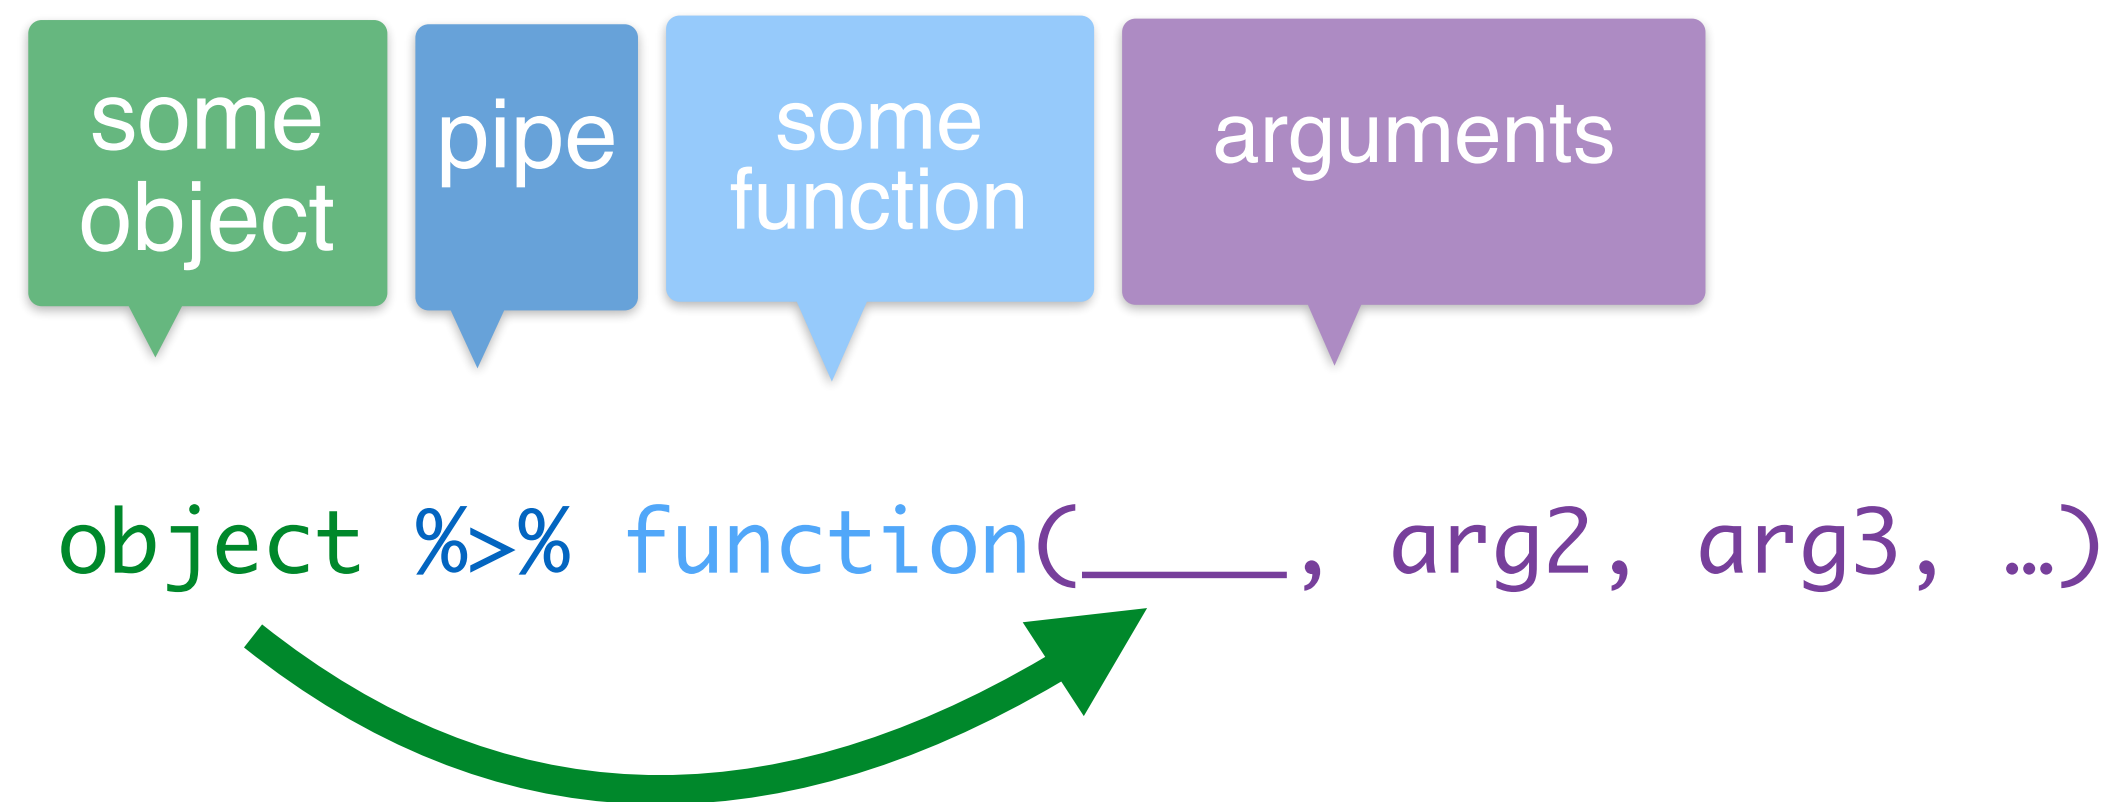 some
object
pipe
some
function
arguments
object %>% function(____, arg2, arg3, …)